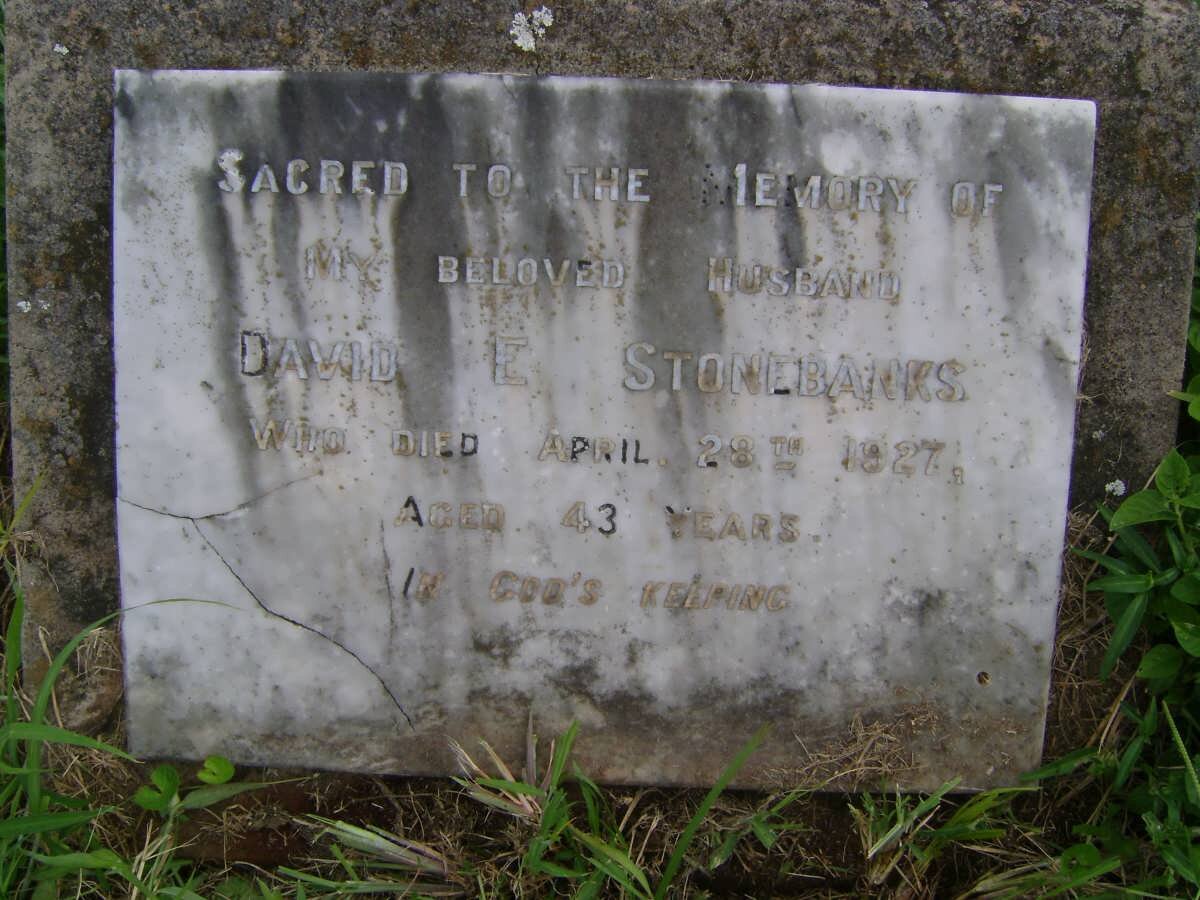 SACRED TO THE MEMORY OF
MY BELOVED HUSBAND
DAVID E STONEBANKS
WHO DIED APRIL. 28TH 1927,
AGED 43 YEARS.
IN GOD'S KEEPING